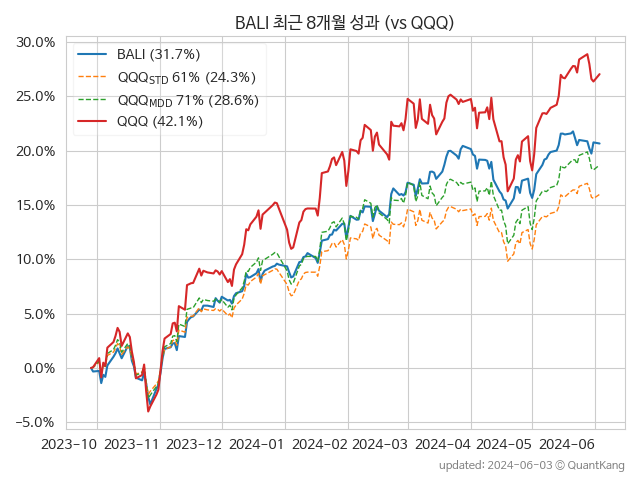 BALI 최근 8개월 성과 (vs QQQ)
30.0%
25.0%
20.0%
15.0%
10.0%
5.0%
0.0%
−5.0%
BALI (31.7%)
QQQSTD 61% (24.3%)
QQQMDD 71% (28.6%)
QQQ (42.1%)
2023-10 2023-11 2023-12 2024-01 2024-02 2024-03 2024-04 2024-05 2024-06
updated: 2024-06-03 © QuantKang